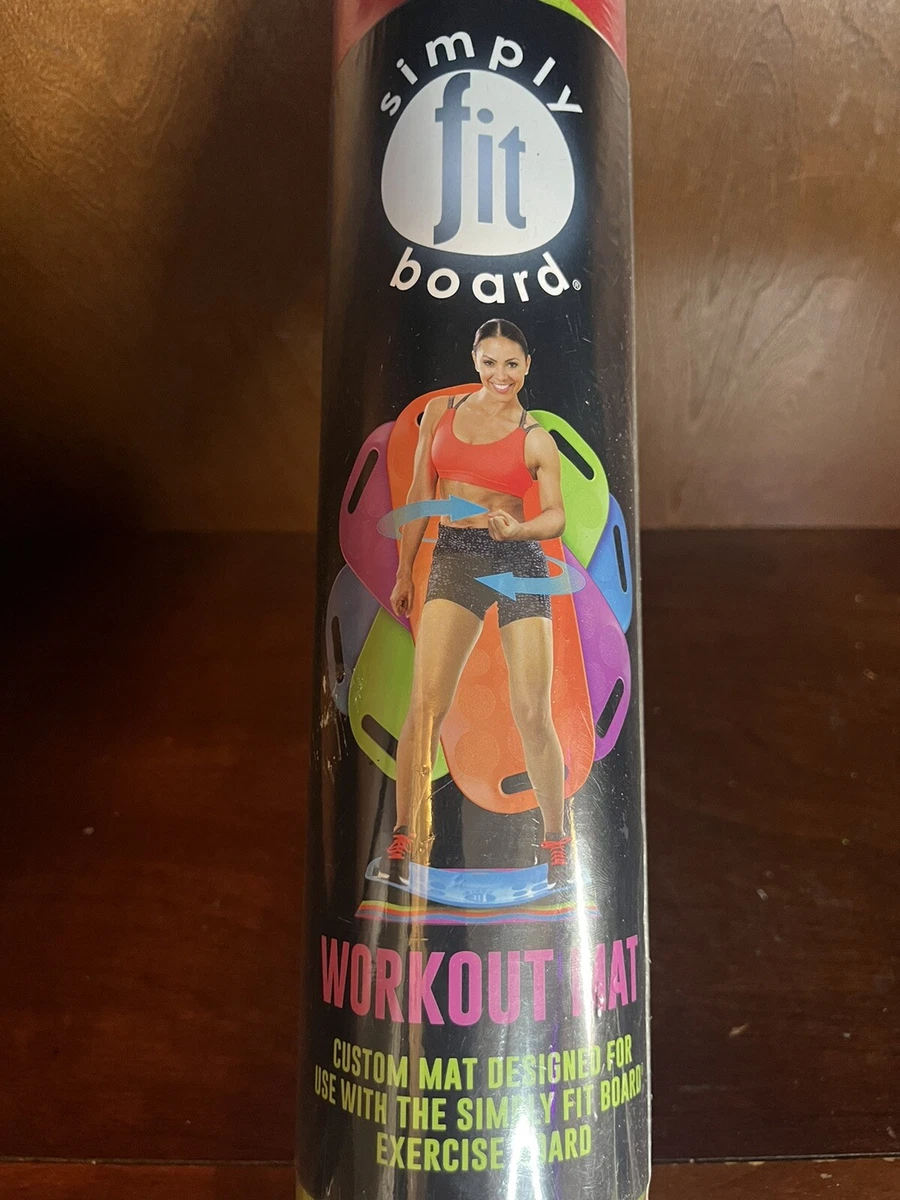 simply
fit
board®
WORKOUT MAT
CUSTOM MAT DESIGNED FOR
USE WITH THE SIMPLY FIT BOARD
EXERCISE BOARD